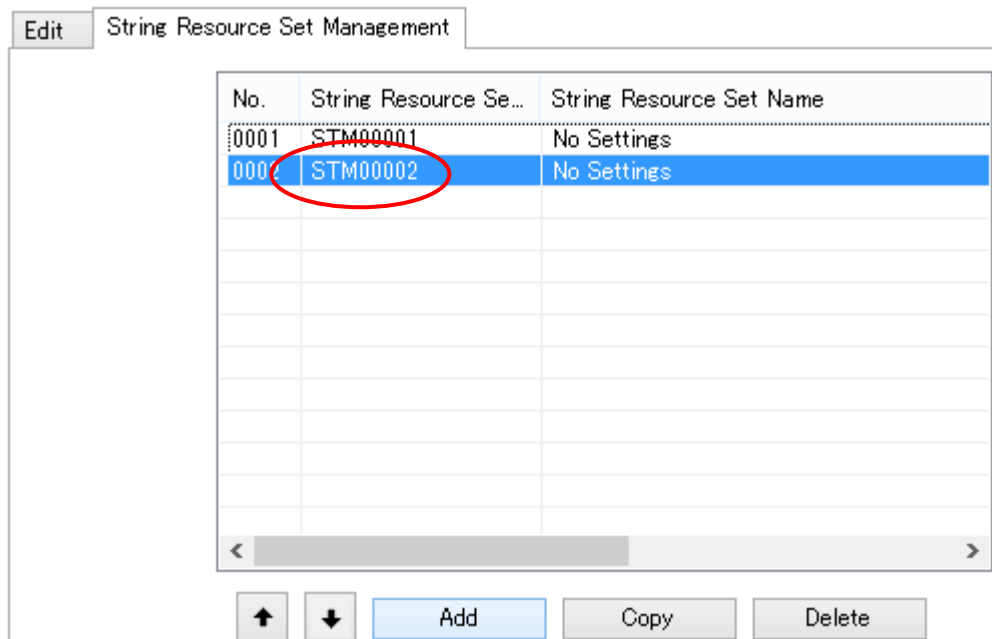 Edit String Resource Set Management
No. String Resource Se... String Resource Set Name
0001 STM00001 No Settings
0002 STM00002 No Settings
Add Copy Delete